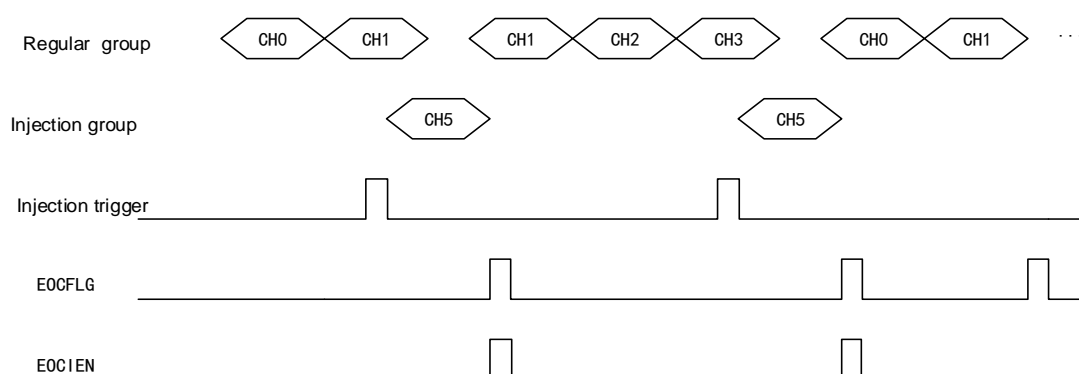 Regular group CH0 CH1 CH1 CH2 CH3 CH0 CH1 ...
Injection group CH5 CH5
Injection trigger
EOCFLG
EOCIEN